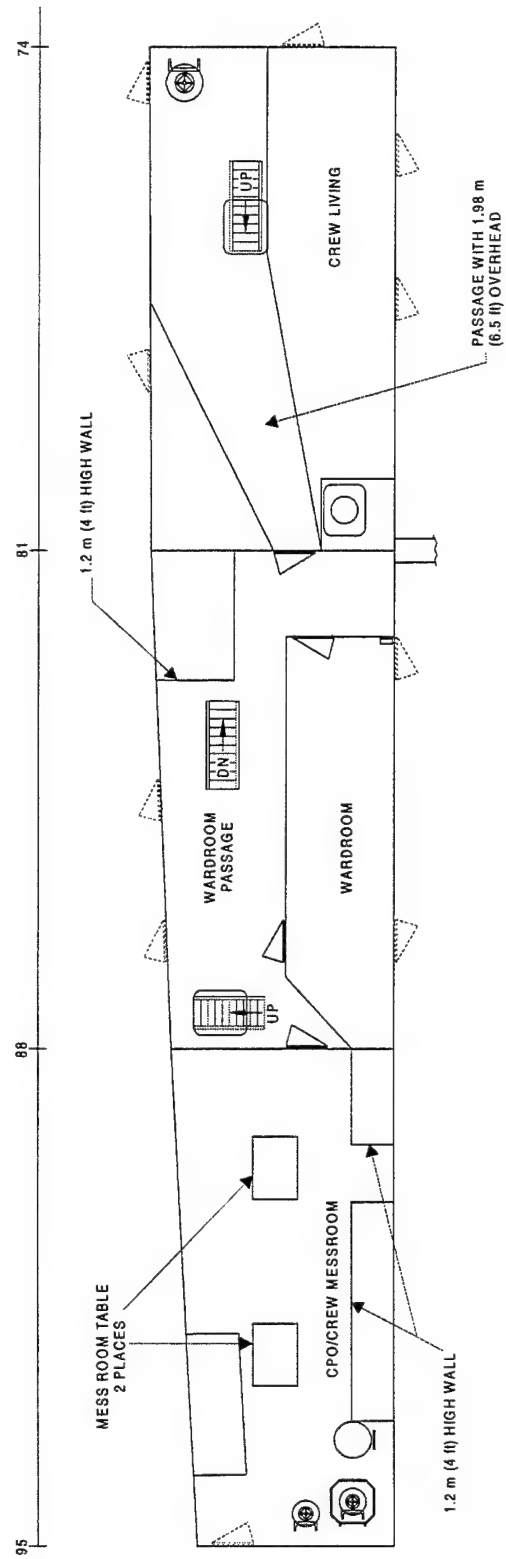 95
88
81
74
MESS ROOM TABLE
2 PLACES
1.2 m (4 ft) HIGH WALL
WARDROOM
PASSAGE
DN
UP
UP
WARDROOM
CREW LIVING
CPO/CREW MESSROOM
1.2 m (4 ft) HIGH WALL
PASSAGE WITH 1.98 m
(6.5 ft) OVERHEAD